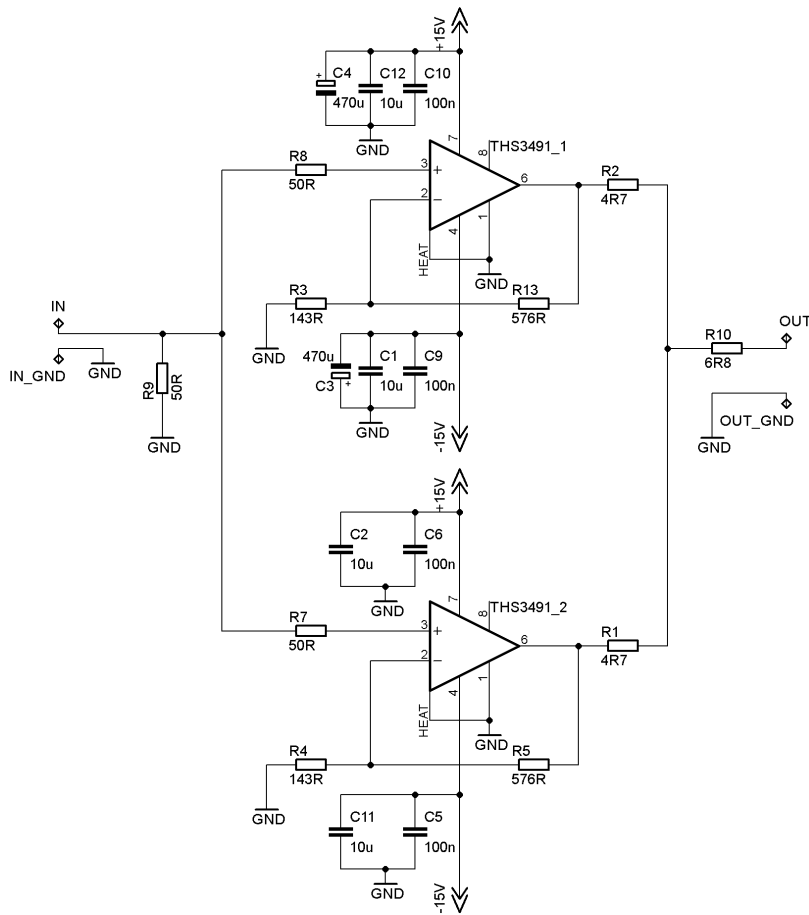 +15V
+
C4
470u
C12
10u
C10
100n
GND
7
8
THS3491_1
R8
50R
3
+
2
-
6
R2
4R7
4
1
HEAT
GND
R3
143R
R13
576R
GND
IN
IN_GND
GND
R9
50R
GND
470u
C3
+
C1
10u
C9
100n
GND
-15V
R10
6R8
OUT
OUT_GND
GND
+15V
C2
10u
C6
100n
GND
7
8
THS3491_2
R7
50R
3
+
2
-
6
R1
4R7
4
1
HEAT
GND
R4
143R
R5
576R
GND
C11
10u
C5
100n
GND
-15V